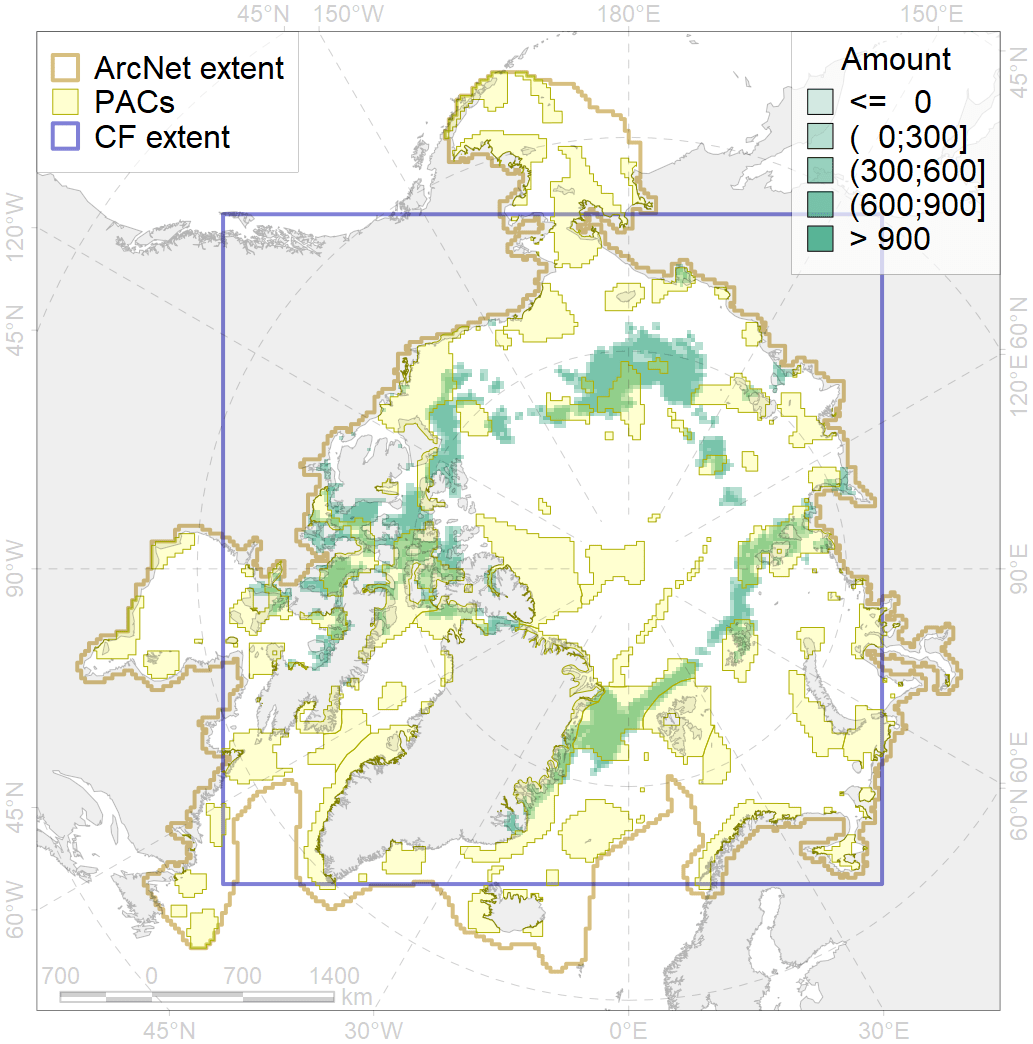 45°N 150°W 180°E 150°E
ArcNet extent
PACs
CF extent
Amount
<= 0
( 0;300]
(300;600]
(600;900]
> 900
120°W
45°N
90°W
45°N
60°W
45°N
60°N
120°E
90°E
60°E
60°N
700 0 700 1400
km
45°N 30°W 0°E 30°E